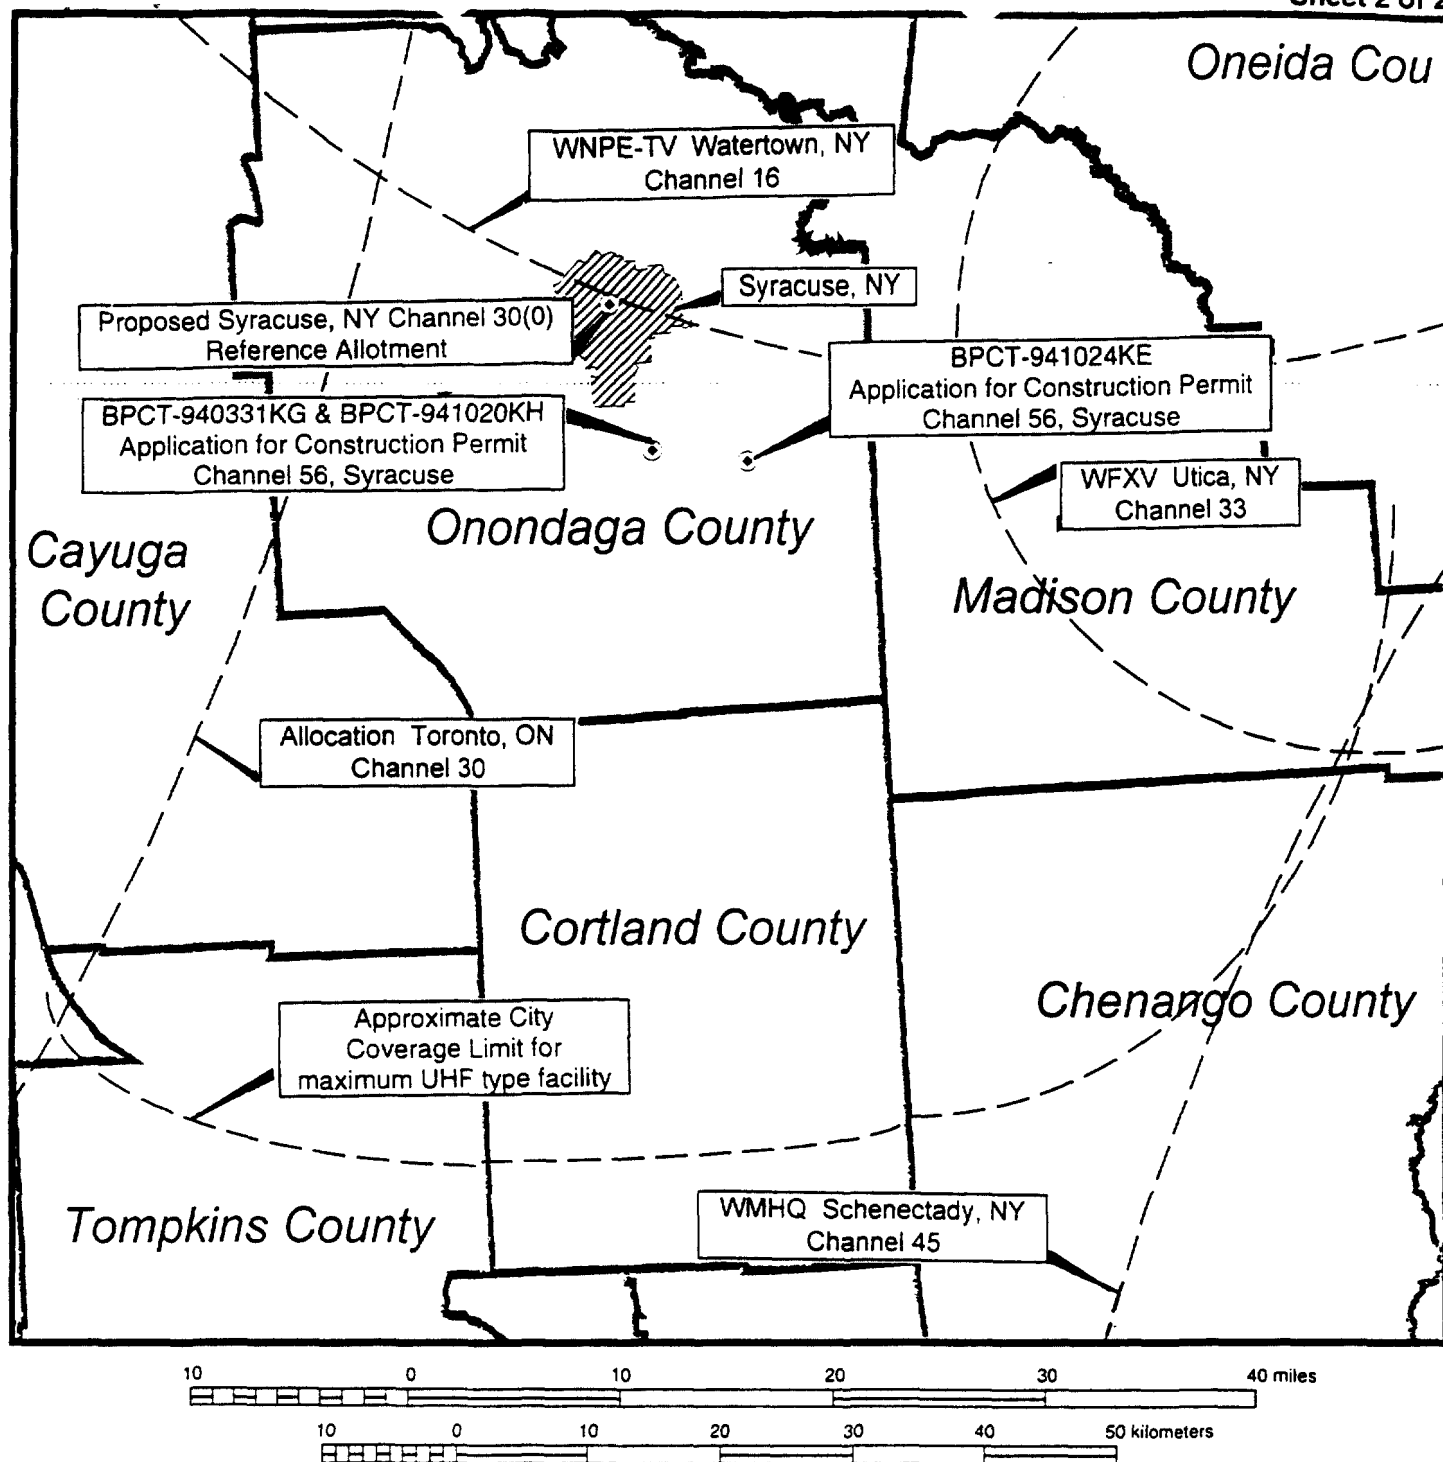 Sheet 2 of 2
Oneida Cou
WNPE-TV Watertown, NY
Channel 16
Syracuse, NY
Proposed Syracuse, NY Channel 30(0)
Reference Allotment
BPCT-941024KE
Application for Construction Permit
Channel 56, Syracuse
BPCT-940331KG & BPCT-941020KH
Application for Construction Permit
Channel 56, Syracuse
WFXV Utica, NY
Channel 33
Onondaga County
Cayuga
County
Madison County
Allocation Toronto, ON
Channel 30
Cortland County
Chenango County
Approximate City
Coverage Limit for
maximum UHF type facility
Tompkins County
WMHQ Schenectady, NY
Channel 45
10 0 10 20 30 40 miles
10 0 10 20 30 40 50 kilometers